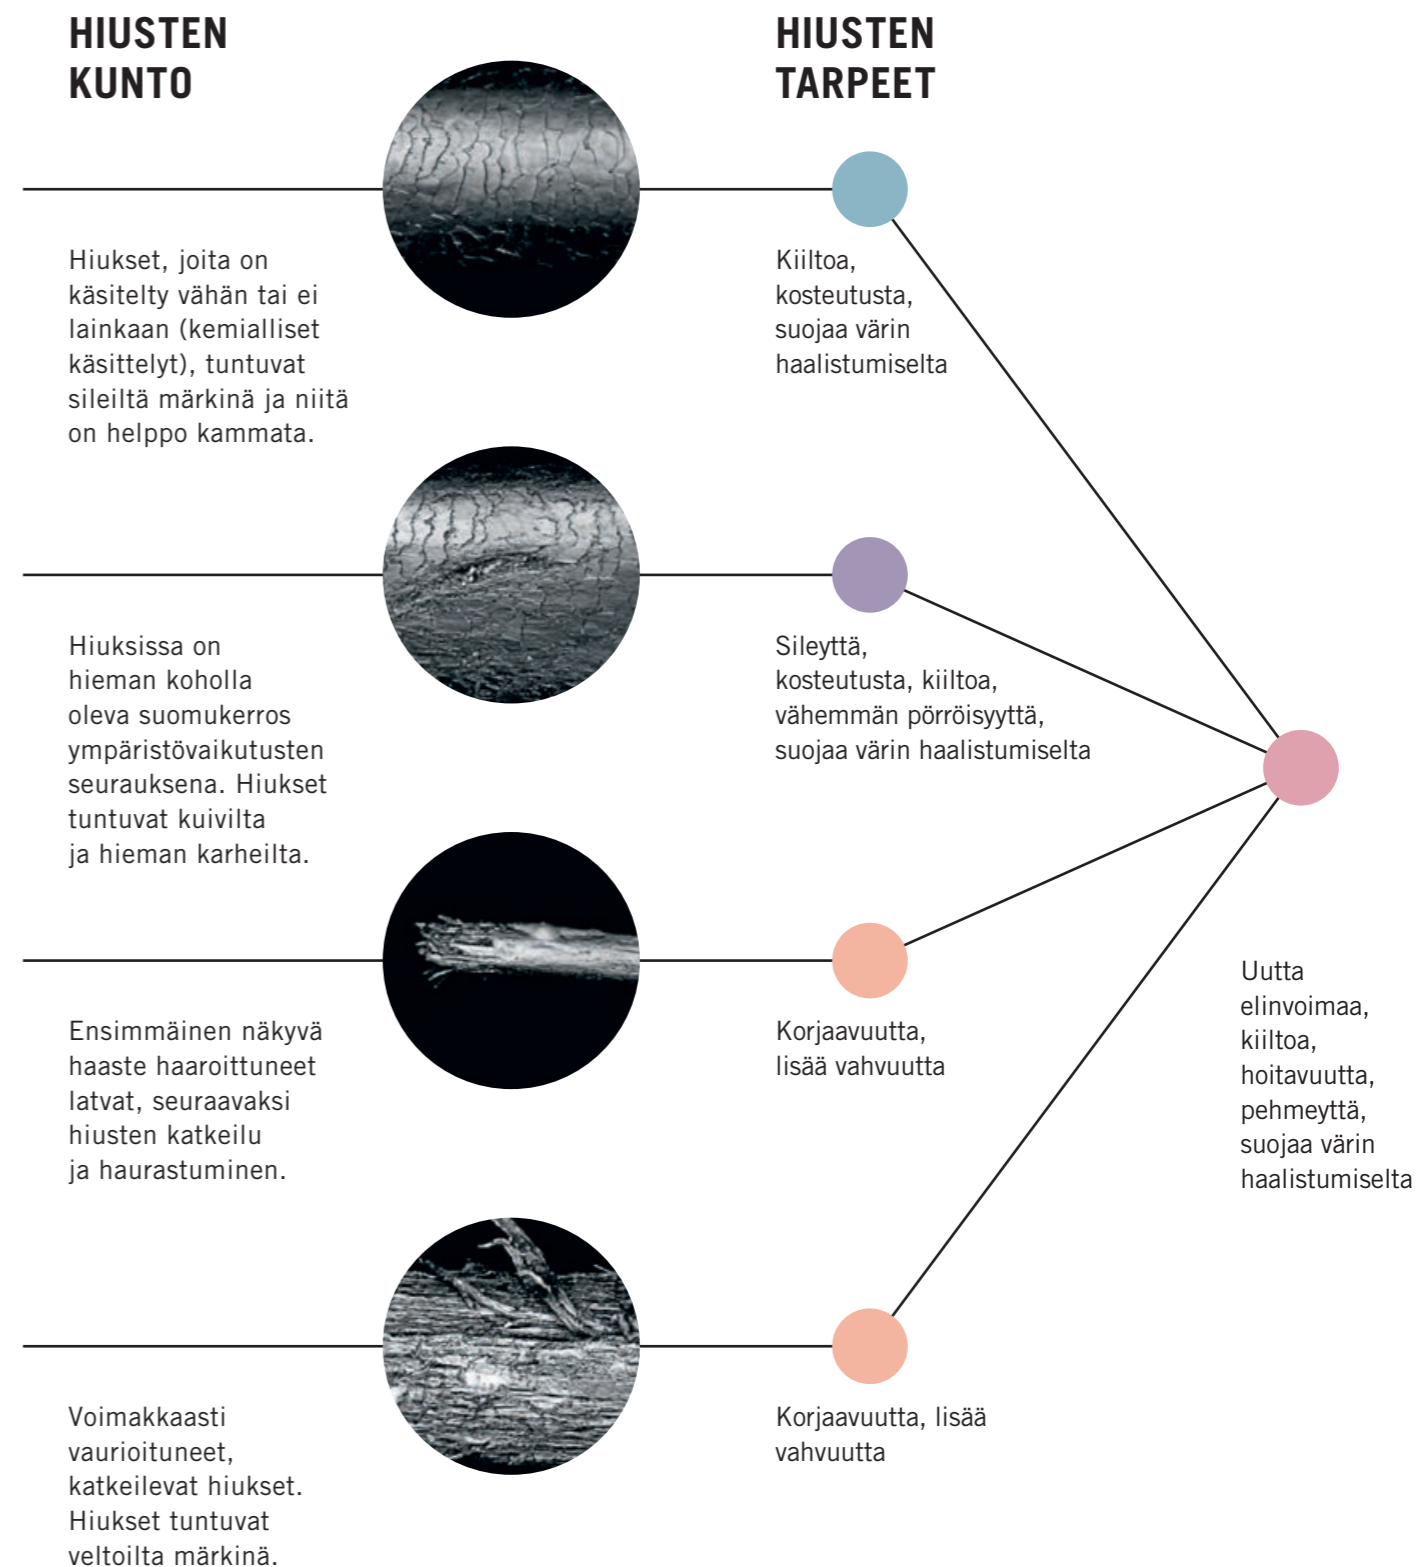 HIUSTEN
KUNTO
HIUSTEN
TARPEET
Hiukset, joita on
käsitelty vähän tai ei
lainkaan (kemialliset
käsittelyt), tuntuvat
sileiltä märkinä ja niitä
on helppo kammata.
Kiiltoa,
kosteutusta,
suojaa värin
haalistumiselta
Hiuksissa on
hieman koholla
oleva suomukerros
ympäristövaikutusten
seurauksena. Hiukset
tuntuvat kuivilta
ja hieman karheilta.
Sileyttä,
kosteutusta, kiiltoa,
vähemmän pörröisyyttä,
suojaa värin haalistumiselta
Ensimmäinen näkyvä
haaste haaroittuneet
latvat, seuraavaksi
hiusten katkeilu
ja haurastuminen.
Korjaavuutta,
lisää vahvuutta
Uutta
elinvoimaa,
kiiltoa,
hoitavuutta,
pehmeyttä,
suojaa värin
haalistumiselta
Voimakkaasti
vaurioituneet,
katkeilevat hiukset.
Hiukset tuntuvat
veltoilta märkinä.
Korjaavuutta, lisää
vahvuutta